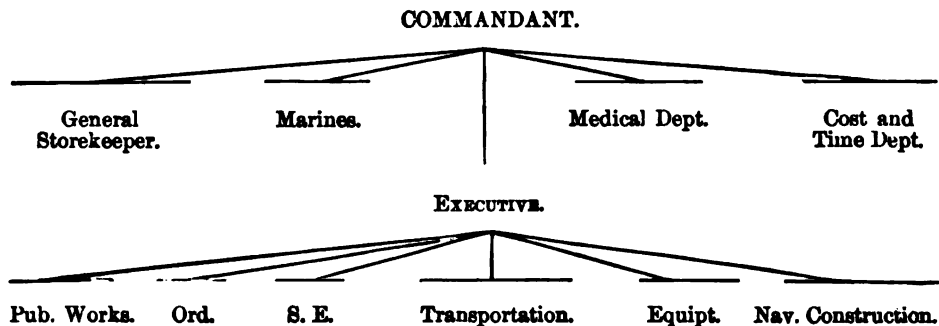 COMMANDANT.
General Storekeeper.
Marines.
Medical Dept.
Cost and Time Dept.
EXECUTIVE.
Pub. Works. Ord. S. E. Transportation. Equipt. Nav. Construction.